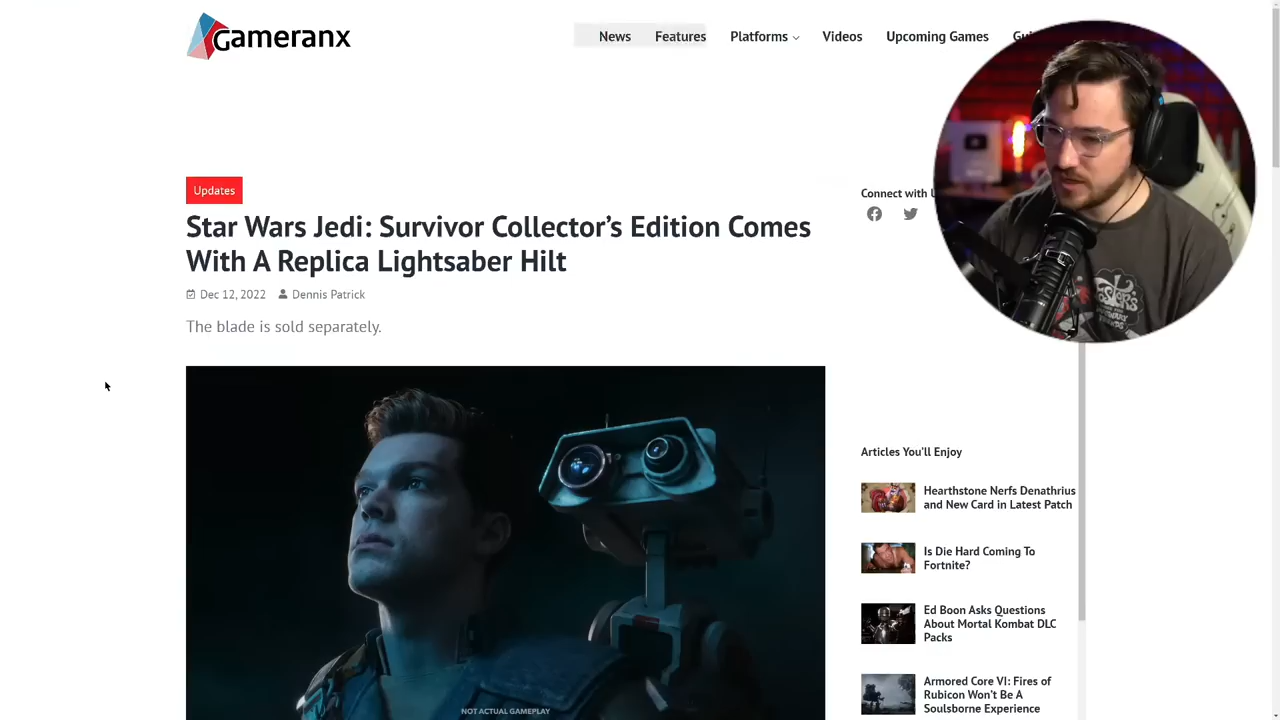 Gameranx
News
Features
Platforms
Videos
Upcoming Games
Updates
Star Wars Jedi: Survivor Collector's Edition Comes
With A Replica Lightsaber Hilt
Dec 12, 2022
Dennis Patrick
The blade is sold separately.
NOT ACTUAL GAMEPLAY
Connect with
Articles You'll Enjoy
Hearthstone Nerfs Denathrius
and New Card in Latest Patch
Is Die Hard Coming To
Fortnite?
Ed Boon Asks Questions
About Mortal Kombat DLC
Packs
Armored Core VI: Fires of
Rubicon Won't Be A
Soulsborne Experience